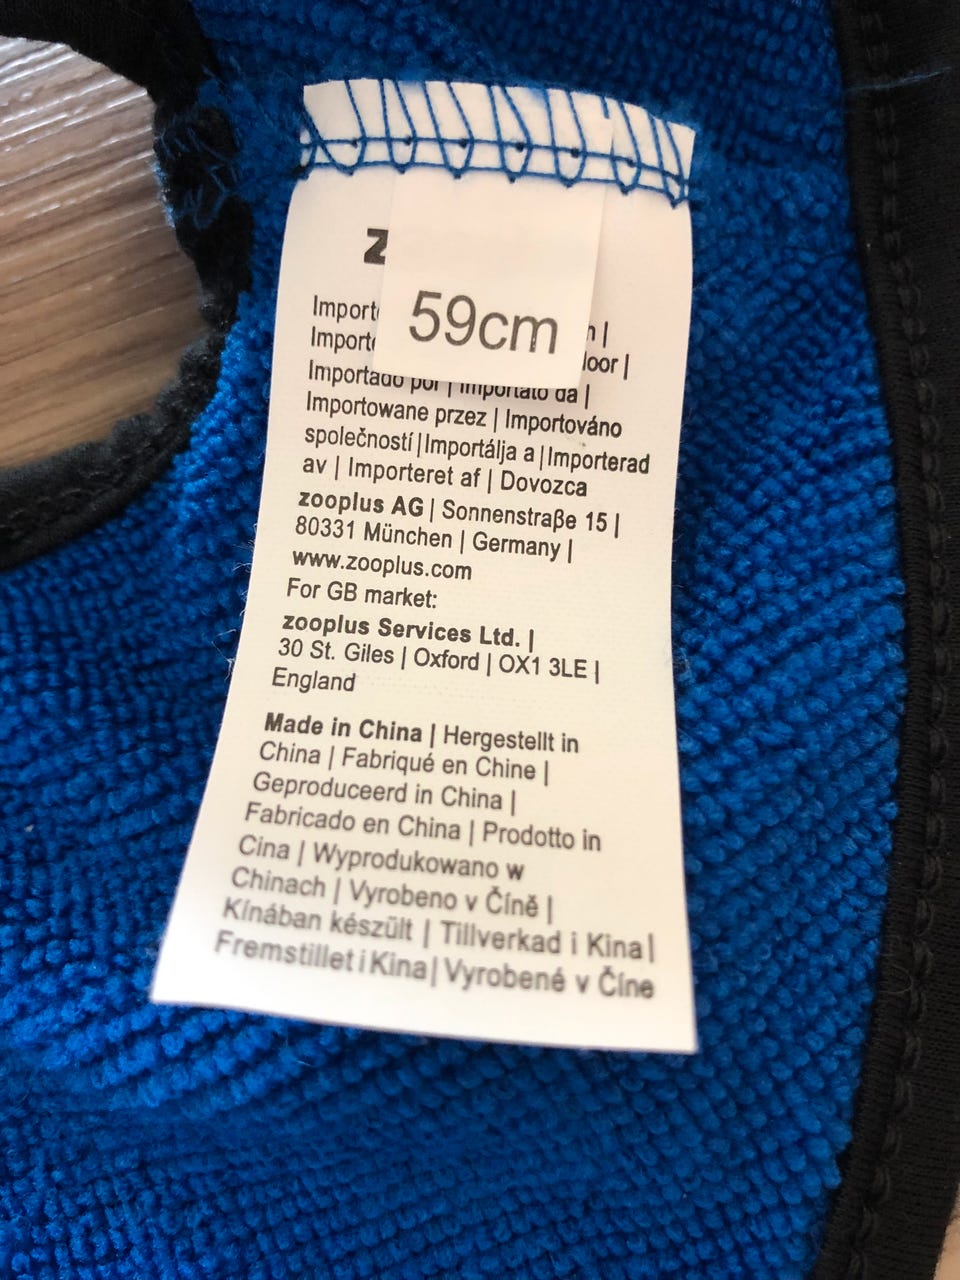 59cm
Importado por | Importato da |
Importowane przez | Importováno
společností | Importálja a | Importerad
av | Importeret af | Dovozca
zooplus AG | Sonnenstraβe 15 |
80331 München | Germany |
www.zooplus.com
For GB market:
zooplus Services Ltd. |
30 St. Giles | Oxford | OX1 3LE |
England
Made in China | Hergestellt in
China | Fabriqué en Chine |
Geproduceerd in China |
Fabricado en China | Prodotto in
Cina | Wyprodukowano w
Chinach | Vyrobeno v Číně |
Kínában készült | Tillverkad i Kina |
Fremstillet i Kina | Vyrobené v Číne